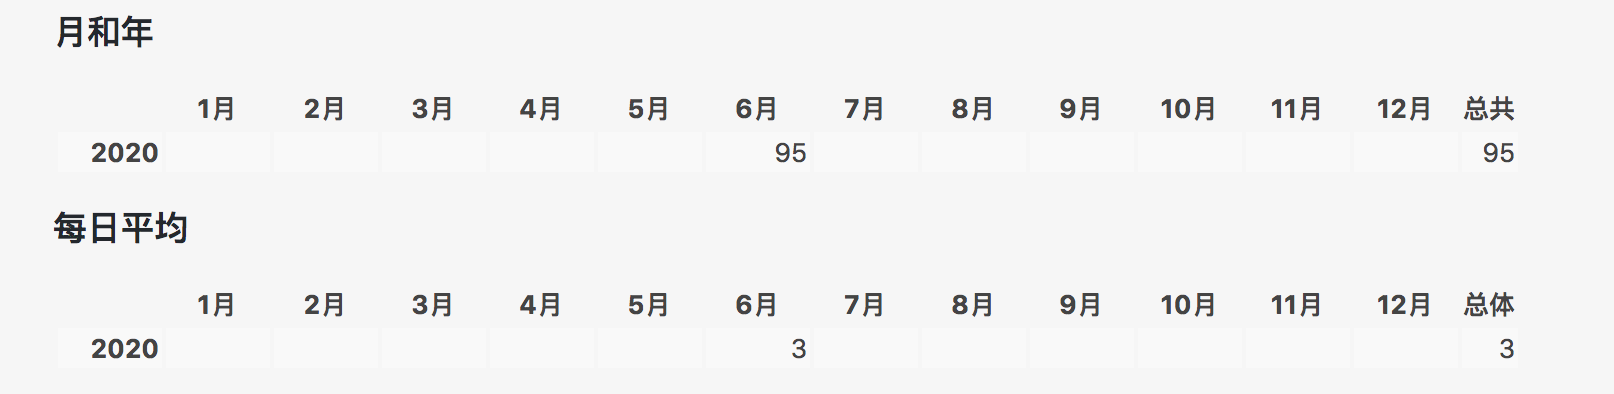 月和年
1月 2月 3月 4月 5月 6月 7月 8月 9月 10月 11月 12月 总共
2020 95 95
每日平均
1月 2月 3月 4月 5月 6月 7月 8月 9月 10月 11月 12月 总体
2020 3 3